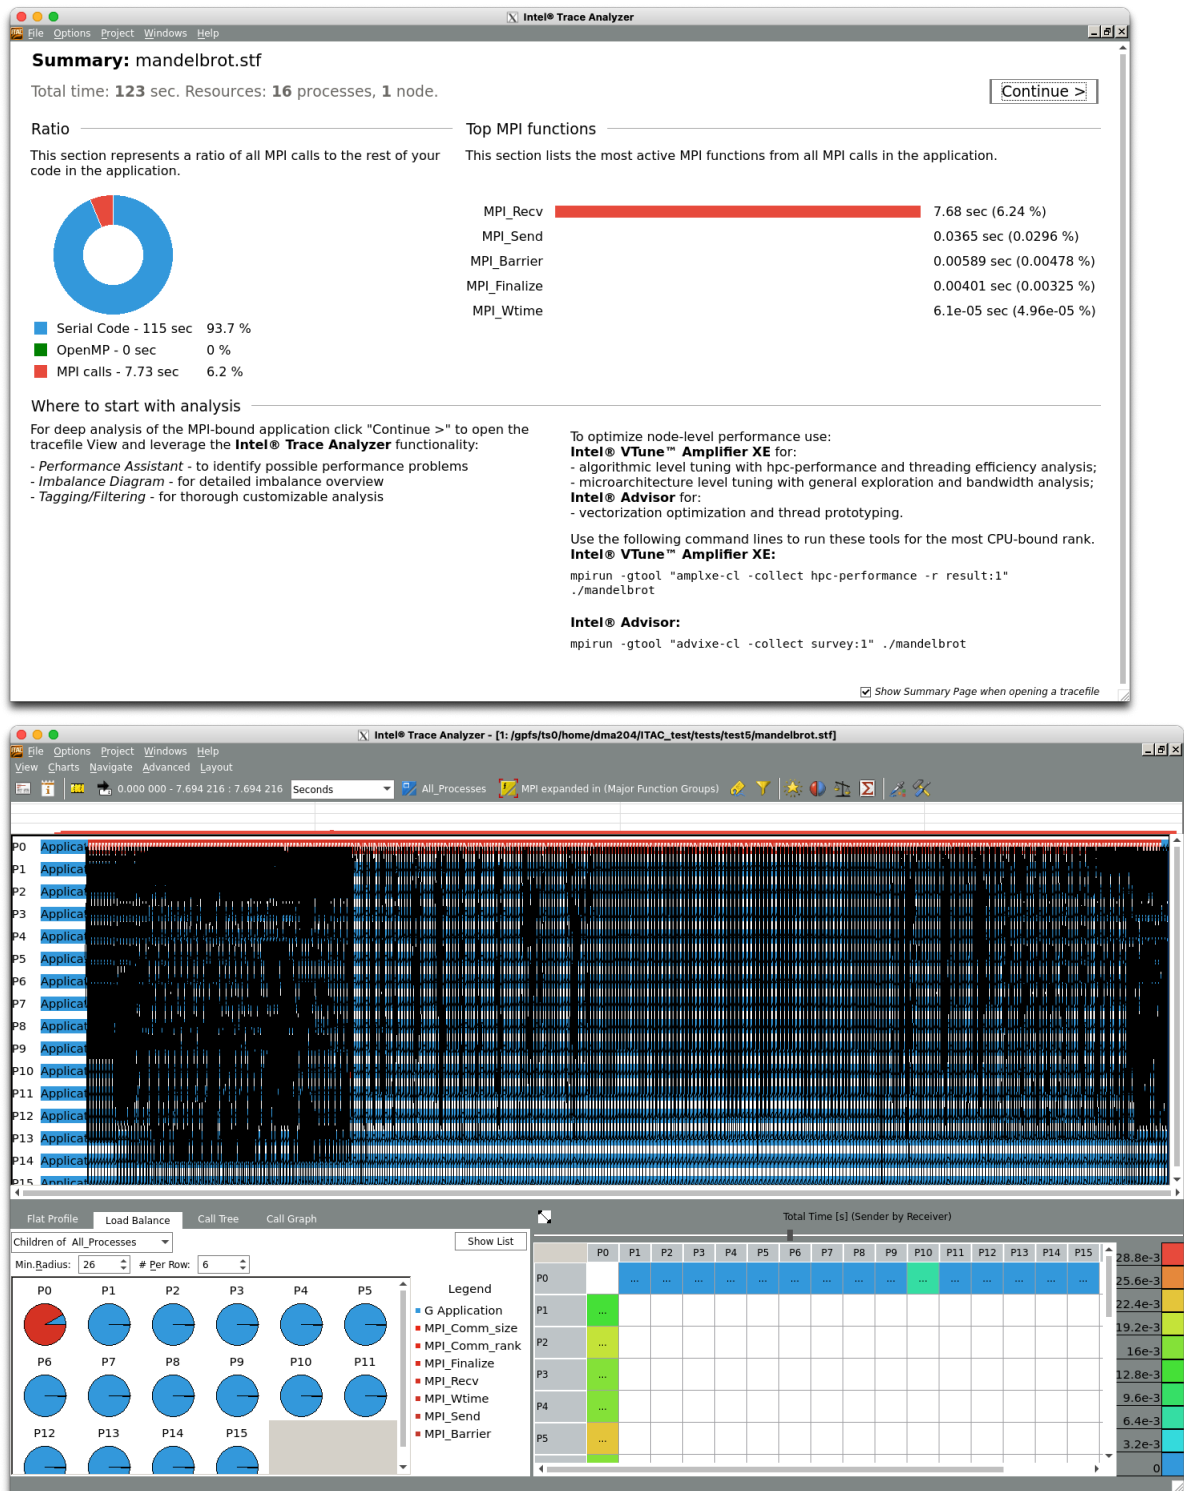 Intel® Trace Analyzer
File Options Project Windows Help
Summary: mandelbrot.stf
Total time: 123 sec. Resources: 16 processes, 1 node.
Continue >
Ratio
This section represents a ratio of all MPI calls to the rest of your
code in the application.
Serial Code - 115 sec 93.7 %
OpenMP - 0 sec 0 %
MPI calls - 7.73 sec 6.2 %
Top MPI functions
This section lists the most active MPI functions from all MPI calls in the application.
MPI_Recv 7.68 sec (6.24 %)
MPI_Send 0.0365 sec (0.0296 %)
MPI_Barrier 0.00589 sec (0.00478 %)
MPI_Finalize 0.00401 sec (0.00325 %)
MPI_Wtime 6.1e-05 sec (4.96e-05 %)
Where to start with analysis
For deep analysis of the MPI-bound application click "Continue >" to open the
tracefile View and leverage the Intel® Trace Analyzer functionality:
- Performance Assistant - to identify possible performance problems
- Imbalance Diagram - for detailed imbalance overview
- Tagging/Filtering - for thorough customizable analysis
To optimize node-level performance use:
Intel® VTune™ Amplifier XE for:
- algorithmic level tuning with hpc-performance and threading efficiency analysis;
- microarchitecture level tuning with general exploration and bandwidth analysis;
Intel® Advisor for:
- vectorization optimization and thread prototyping.
Use the following command lines to run these tools for the most CPU-bound rank.
Intel® VTune™ Amplifier XE:
mpirun -gtool "amplxe-cl -collect hpc-performance -r result:1"
./mandelbrot
Intel® Advisor:
mpirun -gtool "advixe-cl -collect survey:1" ./mandelbrot
Show Summary Page when opening a tracefile
Intel® Trace Analyzer - [1: /gpfs/ts0/home/dma204/ITAC_test/tests/test5/mandelbrot.stf]
File Options Project Windows Help
View Charts Navigate Advanced Layout
0.000 000 - 7.694 216 : 7.694 216 Seconds All_Processes MPI expanded in (Major Function Groups)
P0 Applica
P1 Applica
P2 Applica
P3 Applica
P4 Applica
P5 Applica
P6 Applica
P7 Applica
P8 Applica
P9 Applica
P10 Applica
P11 Applica
P12 Applica
P13 Applica
P14 Applica
P15 Applica
Flat Profile Load Balance Call Tree Call Graph
Children of All_Processes Show List
Min.Radius: 26 # Per Row: 6
P0 P1 P2 P3 P4 P5
P6 P7 P8 P9 P10 P11
P12 P13 P14 P15
Legend
G Application
MPI_Comm_size
MPI_Comm_rank
MPI_Finalize
MPI_Recv
MPI_Wtime
MPI_Send
MPI_Barrier
Total Time [s] (Sender by Receiver)
P0 P1 P2 P3 P4 P5 P6 P7 P8 P9 P10 P11 P12 P13 P14 P15
P0 ... ... ... ... ... ... ... ... ... ... ... ... ... ... ...
P1 ...
P2 ...
P3 ...
P4 ...
P5 ...
28.8e-3
25.6e-3
22.4e-3
19.2e-3
16e-3
12.8e-3
9.6e-3
6.4e-3
3.2e-3
0